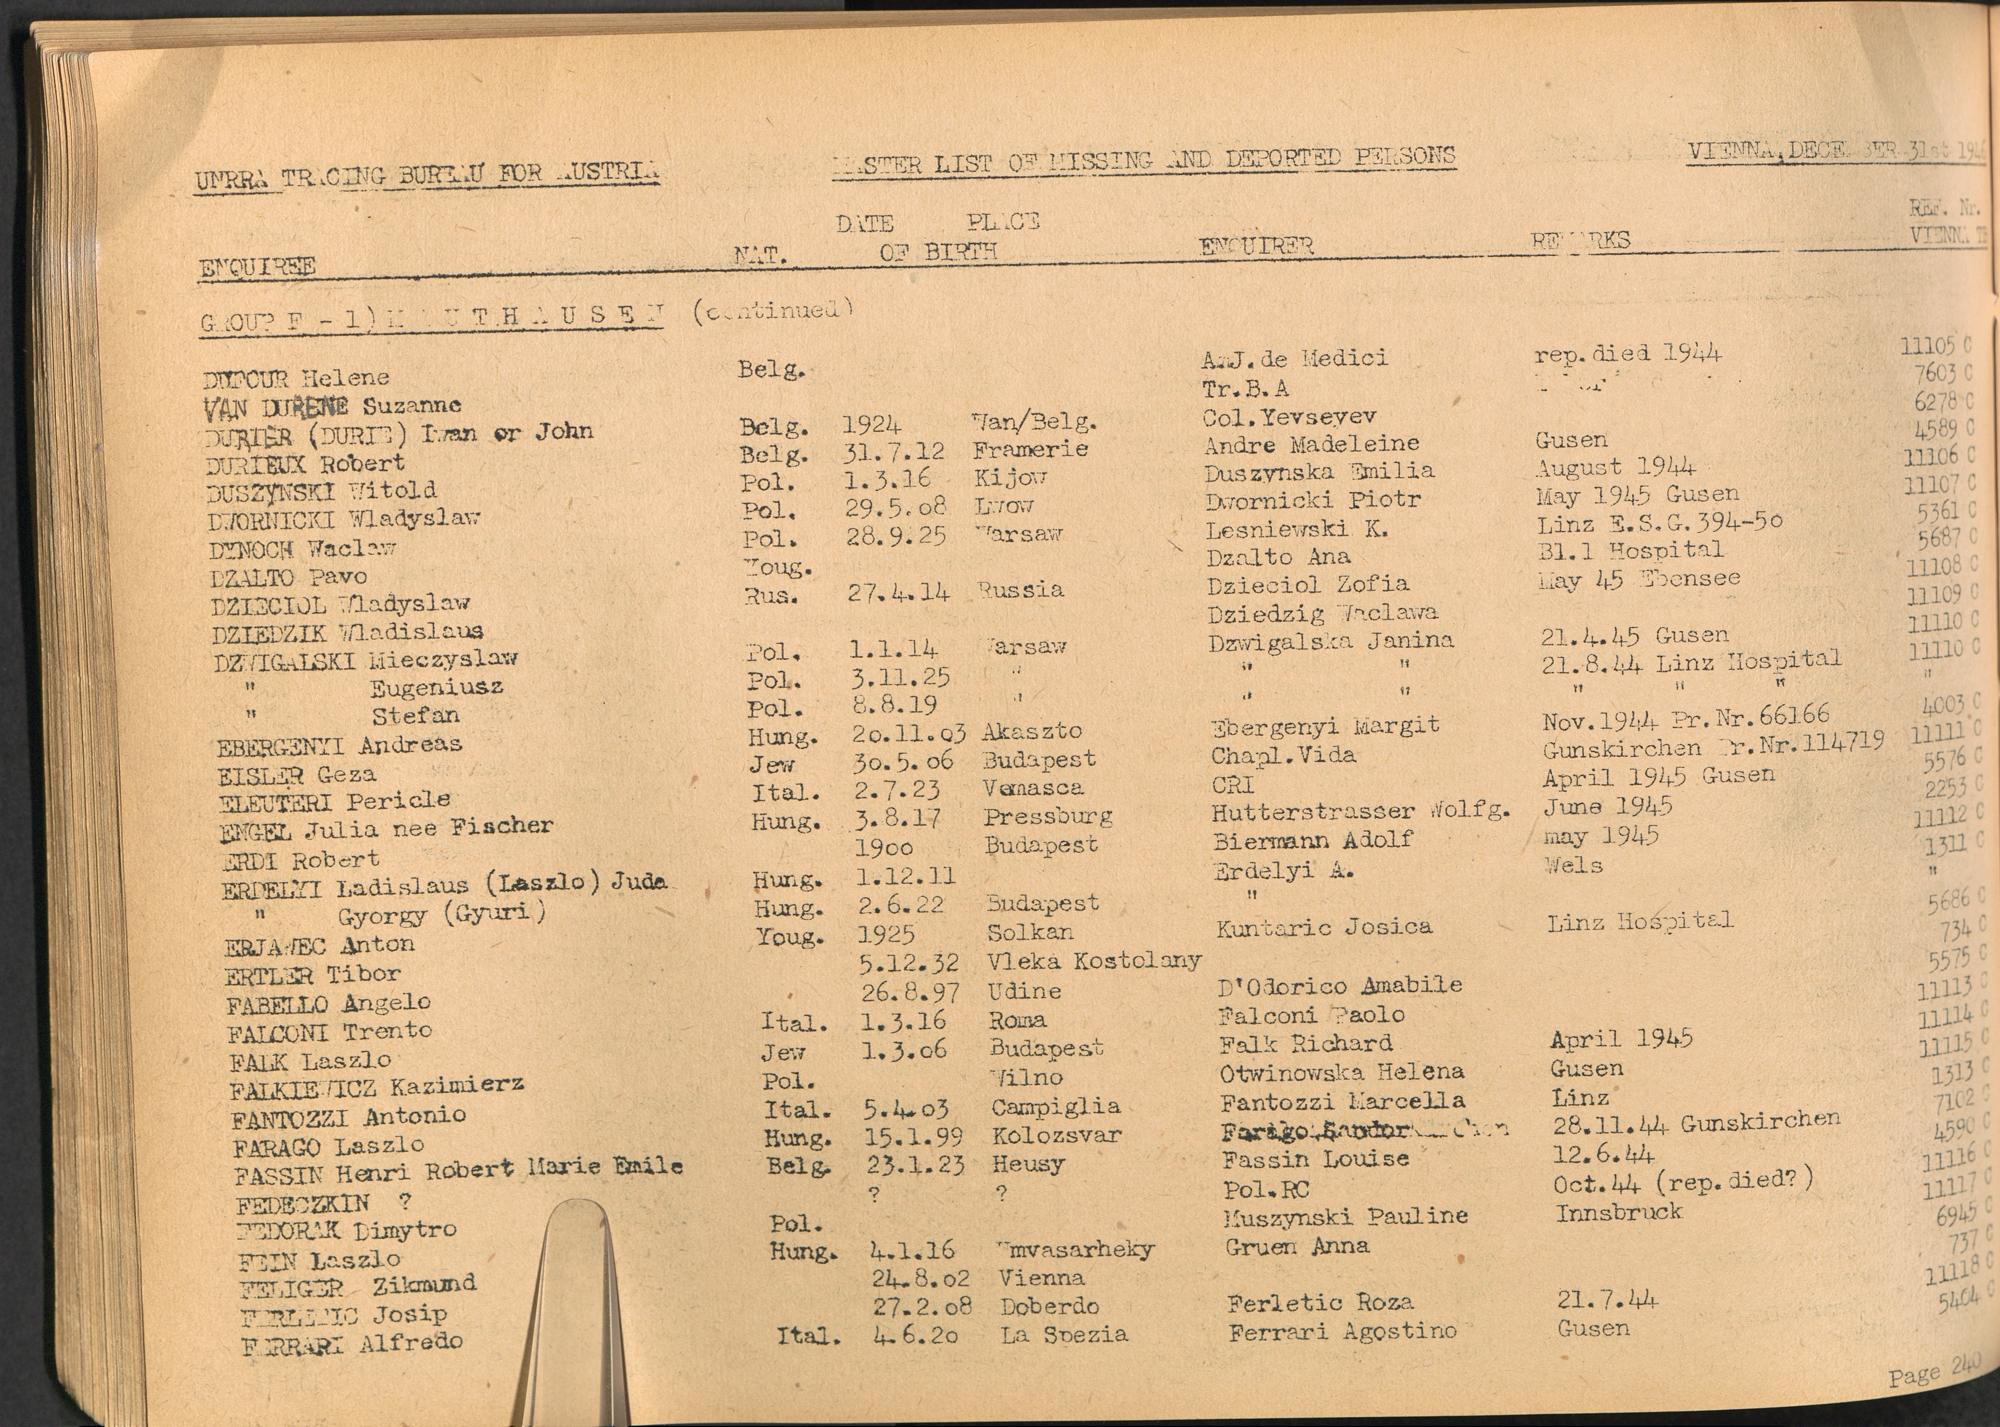 UNRRA TRACING BUREAU FOR AUSTRIA MASTER LIST OF MISSING AND DEPORTED PERSONS VIENNA, DECEMBER 31st 194
DATE PLACE REF. Nr.
ENQUIREE NAT. OF BIRTH ENQUIRER REMARKS VIENNA
GROUP F - 1) M A U T H A U S E N (continued)
DUFOUR Helene Belg. A.J. de Medici rep.died 1944 11105 C
VAN DURENE Suzanne Tr.B.A 7603 C
DURIER (DURIE) Iwan or John Belg. 1924 Wan/Belg. Col.Yevseyev 6278 C
DURIEUX Robert Belg. 31.7.12 Framerie Andre Madeleine Gusen 4589 C
DUSZYNSKI Witold Pol. 1.3.16 Kijow Duszynska Emilia August 1944 11106 C
DWORNICKI Wladyslaw Pol. 29.5.08 Lwow Dwornicki Piotr May 1945 Gusen 11107 C
DYNOCH Waclaw Pol. 28.9.25 Warsaw Lesniewski K. Linz E.S.G.394-50 5361 C
DZALTO Pavo Youg. Dzalto Ana Bl.1 Hospital 5687 C
DZIECIOL Wladyslaw Rus. 27.4.14 Russia Dzieciol Zofia May 45 Ebensee 11108 C
DZIEDZIK Wladislaus Dziedzig Waclawa 11109 C
DZWIGALSKI Mieczyslaw Pol. 1.1.14 Warsaw Dzwigalska Janina 21.4.45 Gusen 11110 C
" Eugeniusz Pol. 3.11.25 " " " 21.8.44 Linz Hospital 11110 C
" Stefan Pol. 8.8.19 " " " " " " "
EBERGENYI Andreas Hung. 20.11.03 Akaszto Ebergenyi Margit Nov.1944 Pr.Nr.66166 4003 C
EISLER Geza Jew 30.5.06 Budapest Chapl.Vida Gunskirchen Pr.Nr.114719 11111 C
ELEUTERI Pericle Ital. 2.7.23 Venasca CRI April 1945 Gusen 5576 C
ENGEL Julia nee Fischer Hung. 3.8.17 Pressburg Hutterstrasser Wolfg. June 1945 2253 C
ERDI Robert 1900 Budapest Biermann Adolf may 1945 11112 C
ERDELYI Ladislaus (Laszlo) Juda Hung. 1.12.11 Erdelyi A. Wels 1311 C
" Gyorgy (Gyuri) Hung. 2.6.22 Budapest " "
ERJAWEC Anton Youg. 1925 Solkan Kuntaric Josica Linz Hospital 5686 C
ERTLER Tibor 5.12.32 Vleka Kostolany 734 C
FABELLO Angelo 26.8.97 Udine D'Odorico Amabile 5575 C
FALCONI Trento Ital. 1.3.16 Roma Falconi Paolo 11113 C
FALK Laszlo Jew 1.3.06 Budapest Falk Richard April 1945 11114 C
FALKIEWICZ Kazimierz Pol. Wilno Otwinowska Helena Gusen 11115 C
FANTOZZI Antonio Ital. 5.4.03 Campiglia Fantozzi Marcella Linz 1313 C
FARAGO Laszlo Hung. 15.1.99 Kolozsvar Farago Sandor 28.11.44 Gunskirchen 7102 C
FASSIN Henri Robert Marie Emile Belg. 23.1.23 Heusy Fassin Louise 12.6.44 4590 C
FEDECZKIN ? ? ? Pol.RC Oct.44 (rep.died?) 11116 C
FEDORAK Dimytro Pol. Muszynski Pauline Innsbruck 11117 C
FEIN Laszlo Hung. 4.1.16 Gruen Anna 6945 C
FELIGER Zikmund 24.8.02 Vienna 737 C
FERLETIC Josip 27.2.08 Doberdo Ferletic Roza 21.7.44 11118 C
FERRARI Alfredo Ital. 4.6.20 La Spezia Ferrari Agostino Gusen 5404 C
Page 240